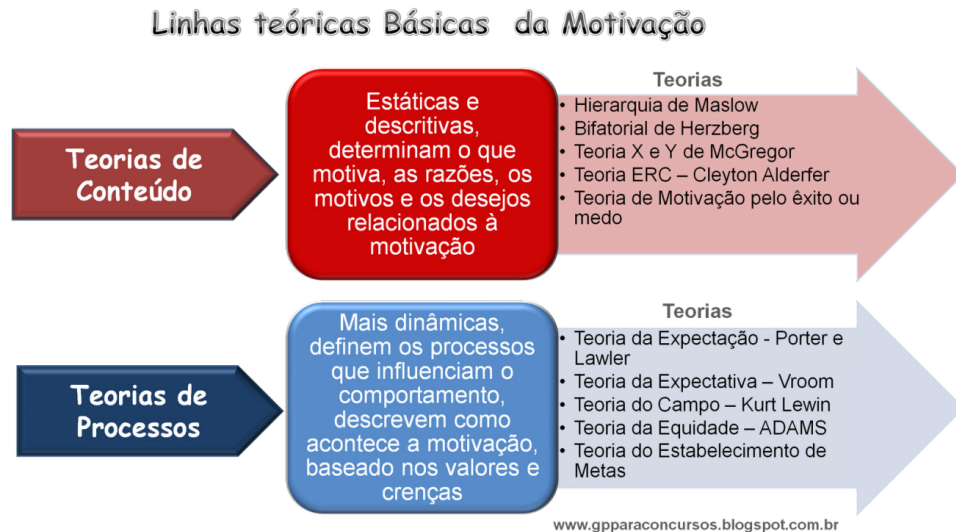 Linhas teóricas Básicas da Motivação
Teorias de
Conteúdo
Estáticas e
descritivas,
determinam o que
motiva, as razões, os
motivos e os desejos
relacionados à
motivação
Teorias
• Hierarquia de Maslow
• Bifatorial de Herzberg
• Teoria X e Y de McGregor
• Teoria ERC – Cleyton Alderfer
• Teoria de Motivação pelo êxito ou
medo
Teorias de
Processos
Mais dinâmicas,
definem os processos
que influenciam o
comportamento,
descrevem como
acontece a motivação,
baseado nos valores e
crenças
Teorias
• Teoria da Expectação - Porter e
Lawler
• Teoria da Expectativa – Vroom
• Teoria do Campo – Kurt Lewin
• Teoria da Equidade – ADAMS
• Teoria do Estabelecimento de
Metas
www.gpparaconcursos.blogspot.com.br